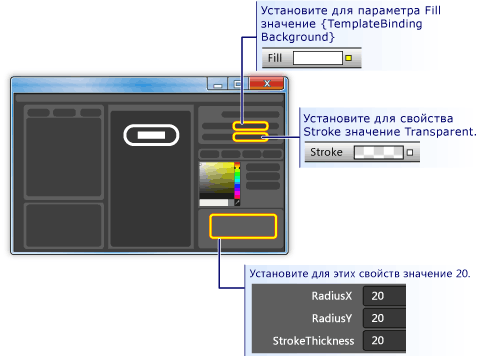 Установите для параметра Fill
значение {TemplateBinding
Background}
Fill
Установите для свойства
Stroke значение Transparent.
Stroke
Установите для этих свойств значение 20.
RadiusX 20
RadiusY 20
StrokeThickness 20